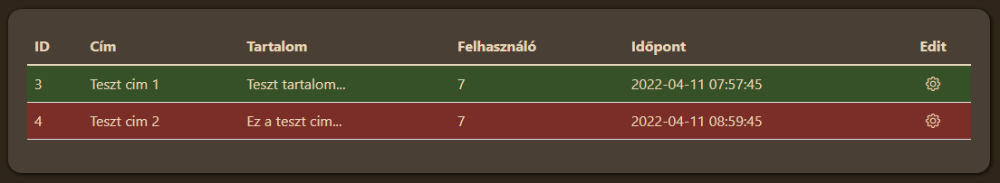 ID Cím Tartalom Felhasználó Időpont Edit
3 Teszt cim 1 Teszt tartalom... 7 2022-04-11 07:57:45
4 Teszt cim 2 Ez a teszt cim... 7 2022-04-11 08:59:45